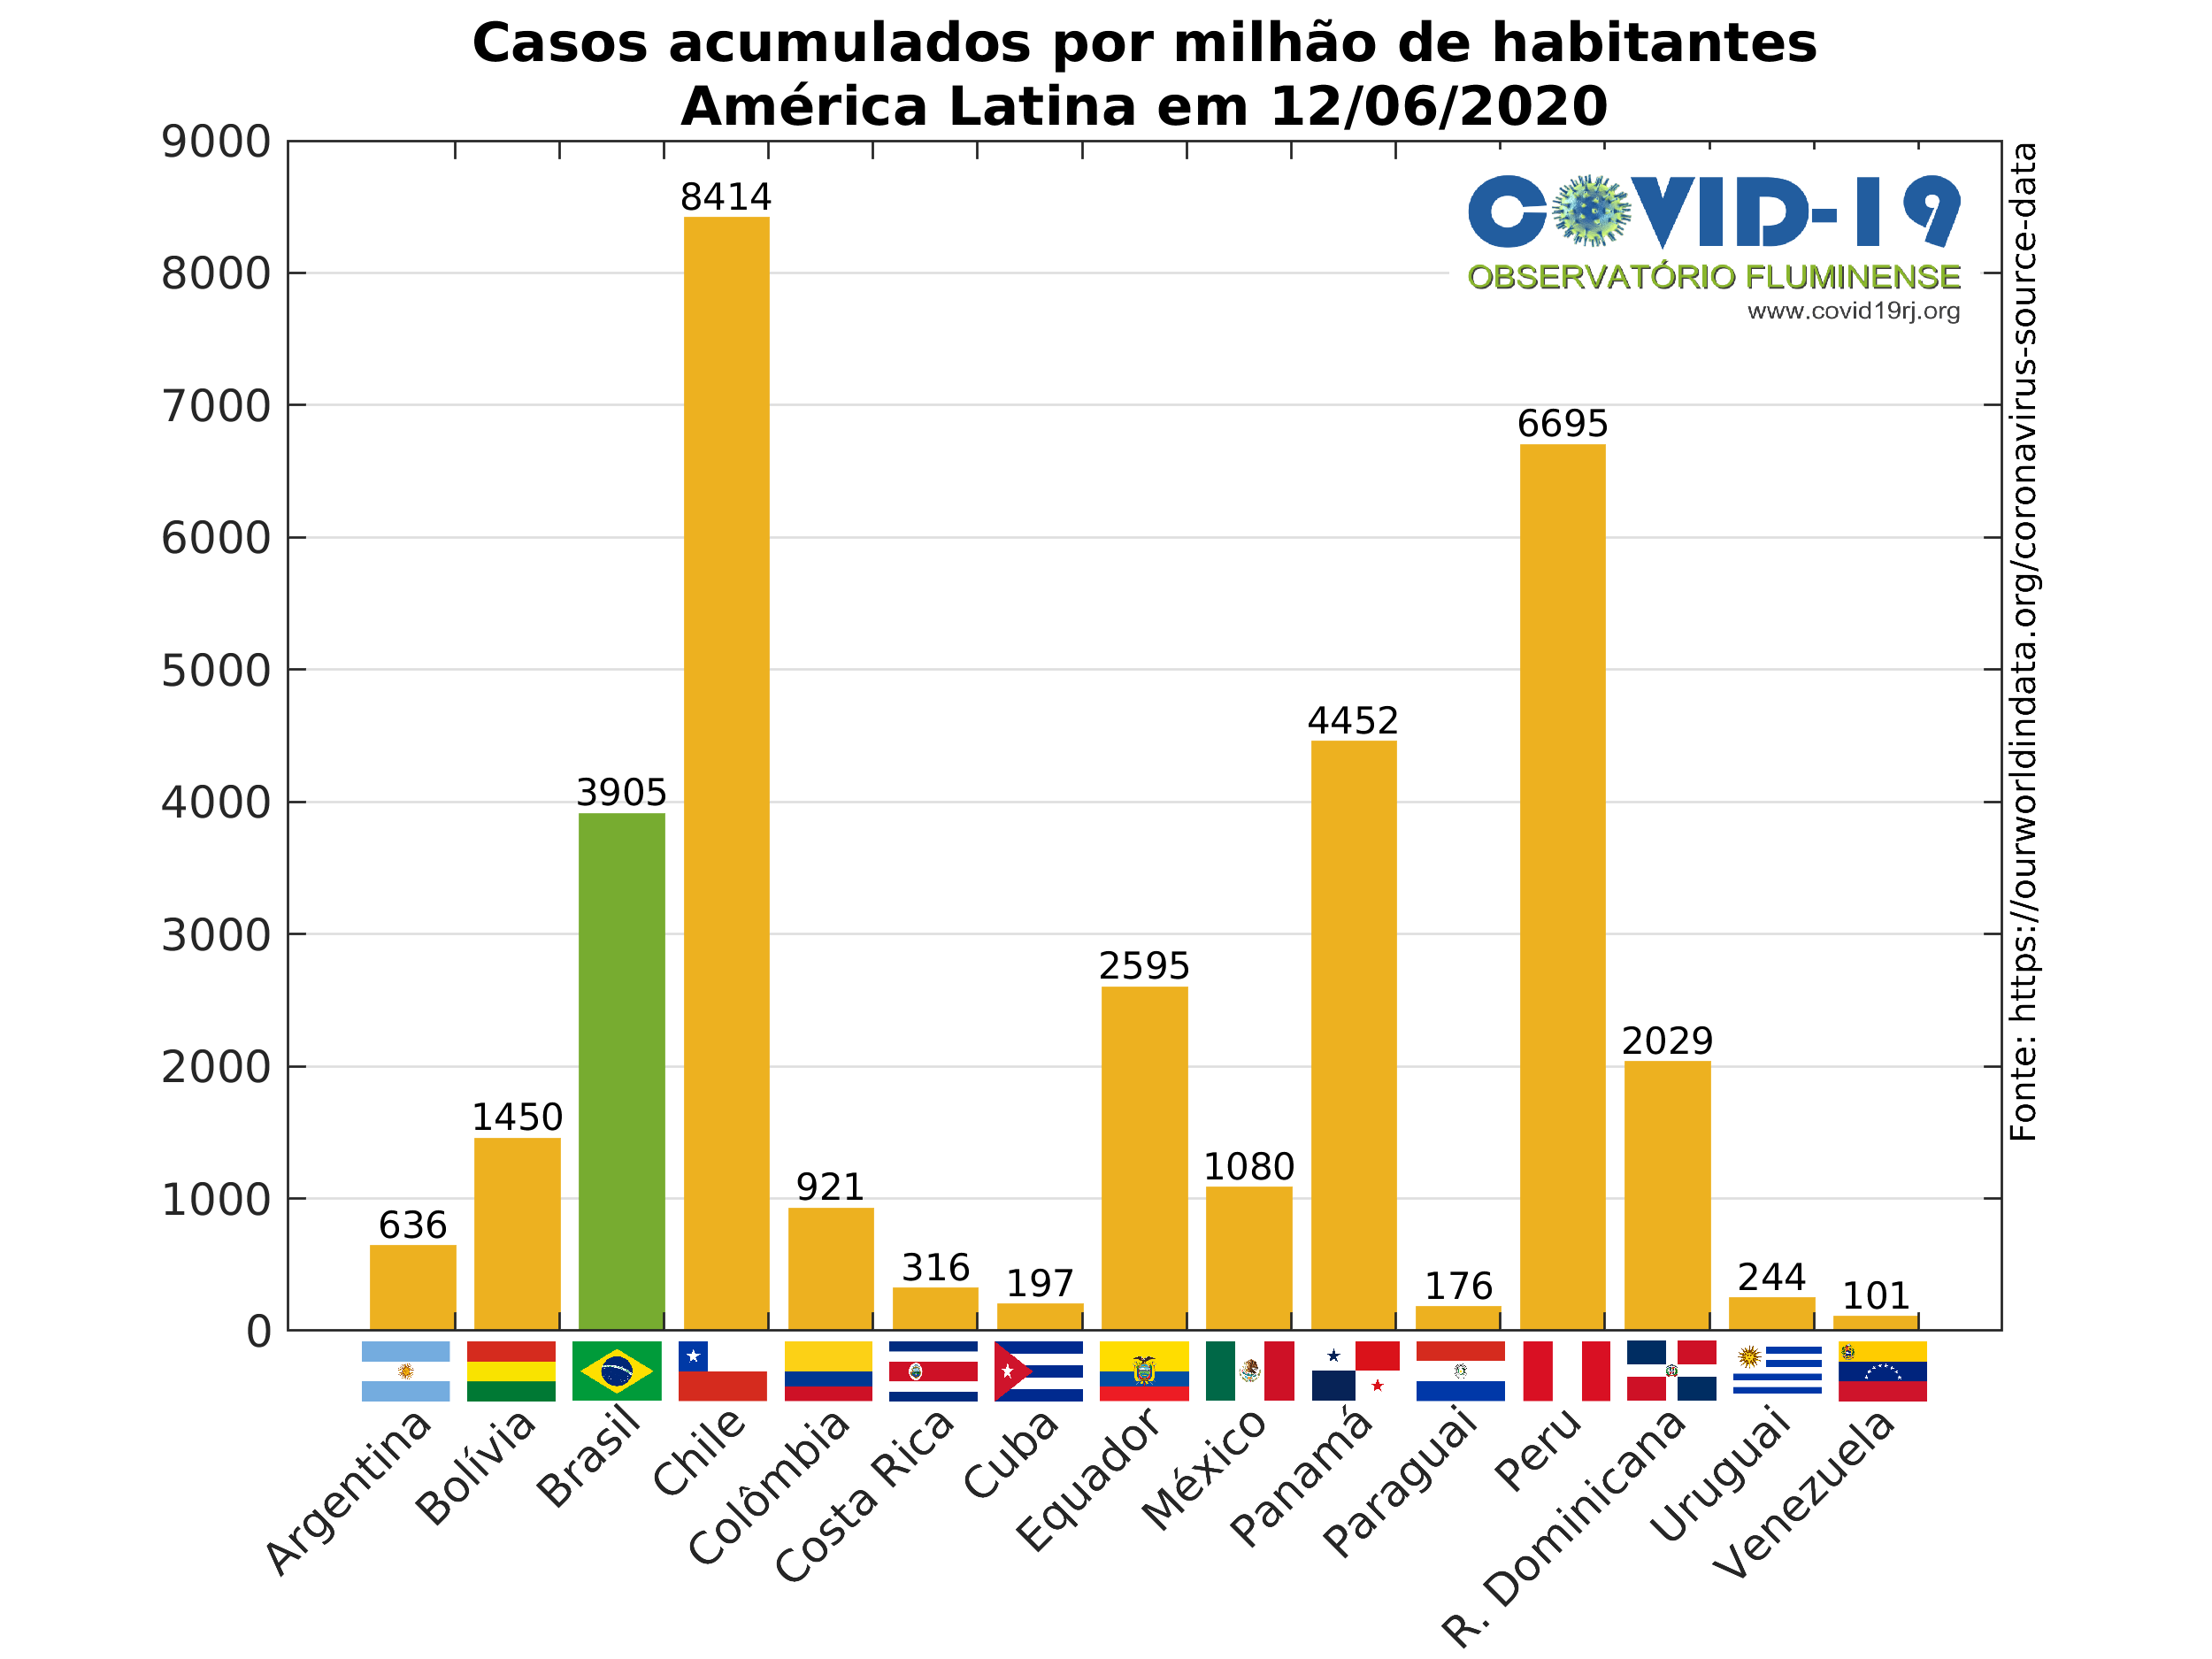 Casos acumulados por milhão de habitantes
América Latina em 12/06/2020
9000
8000
7000
6000
5000
4000
3000
2000
1000
0
636
1450
3905
8414
921
316
197
2595
1080
4452
176
6695
2029
244
101
COVID-19
OBSERVATÓRIO FLUMINENSE
www.covid19rj.org
Fonte: https://ourworldindata.org/coronavirus-source-data
Argentina
Bolívia
Brasil
Chile
Colômbia
Costa Rica
Cuba
Equador
México
Panamá
Paraguai
Peru
R. Dominicana
Uruguai
Venezuela